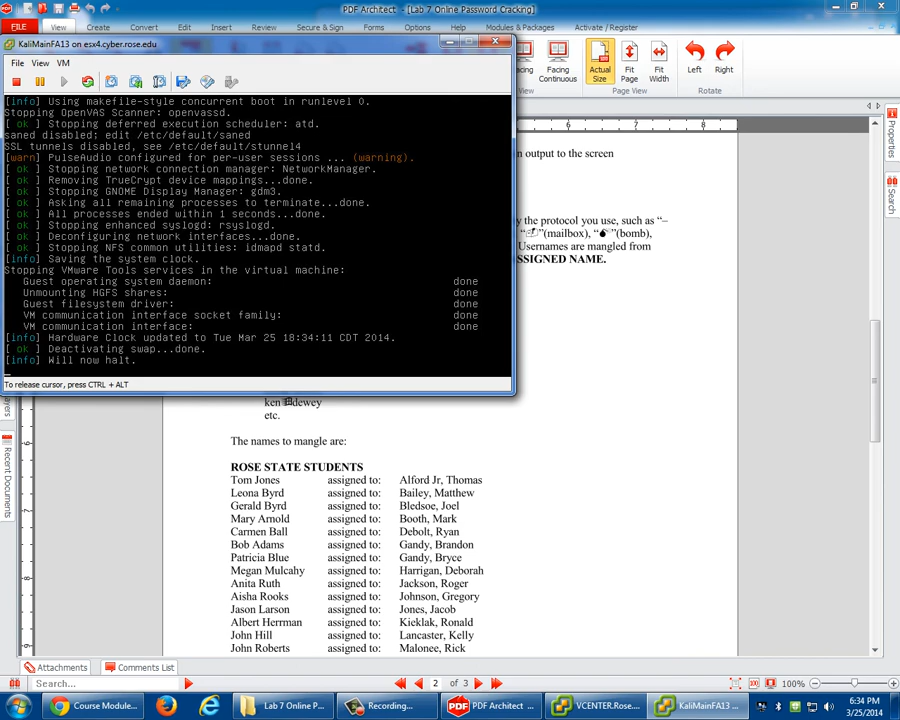 PDF Architect - [Lab 7 Online Password Cracking]
FILE View Create Convert Edit Insert Review Secure & Sign Forms Options Help Modules & Packages Activate / Register
KaliMainFA13 on esx4.cyber.rose.edu
File View VM
Facing Continuous Actual Size Fit Page Fit Width Left Right
Page View Rotate
[info] Using makefile-style concurrent boot in runlevel 0.
Stopping OpenVAS Scanner: openvassd.
[ ok ] Stopping deferred execution scheduler: atd.
saned disabled; edit /etc/default/saned
SSL tunnels disabled, see /etc/default/stunnel4
[warn] PulseAudio configured for per-user sessions ... (warning).
[ ok ] Stopping network connection manager: NetworkManager.
[ ok ] Removing TrueCrypt device mappings...done.
[ ok ] Stopping GNOME Display Manager: gdm3.
[ ok ] Asking all remaining processes to terminate...done.
[ ok ] All processes ended within 1 seconds...done.
[ ok ] Stopping enhanced syslog: rsyslogd.
[ ok ] Deconfiguring network interfaces...done.
[ ok ] Stopping NFS common utilities: idmapd statd.
[info] Saving the system clock.
Stopping VMware Tools services in the virtual machine:
Guest operating system daemon: done
Unmounting HGFS shares: done
Guest filesystem driver: done
VM communication interface socket family: done
VM communication interface: done
[info] Hardware Clock updated to Tue Mar 25 18:34:11 CDT 2014.
[ ok ] Deactivating swap...done.
[info] Will now halt.
To release cursor, press CTRL + ALT
6 7 8
n output to the screen
y the protocol you use, such as "–
"(mailbox), " "(bomb),
Usernames are mangled from
ASSIGNED NAME.
Properties
Search
Layers
Recent Documents
9
ken dewey
etc.
The names to mangle are:
ROSE STATE STUDENTS
Tom Jones assigned to: Alford Jr, Thomas
Leona Byrd assigned to: Bailey, Matthew
Gerald Byrd assigned to: Bledsoe, Joel
Mary Arnold assigned to: Booth, Mark
Carmen Ball assigned to: Debolt, Ryan
Bob Adams assigned to: Gandy, Brandon
Patricia Blue assigned to: Gandy, Bryce
Megan Mulcahy assigned to: Harrigan, Deborah
Anita Ruth assigned to: Jackson, Roger
Aisha Rooks assigned to: Johnson, Gregory
Jason Larson assigned to: Jones, Jacob
Albert Herrman assigned to: Kieklak, Ronald
John Hill assigned to: Lancaster, Kelly
John Roberts assigned to: Malone, Rick
Attachments Comments List
Search... 2 of 3 100%
Course Module... Lab 7 Online P... Recording... PDF Architect ... VCENTER.Rose.... KaliMainFA13 ... 6:34 PM
3/25/2014